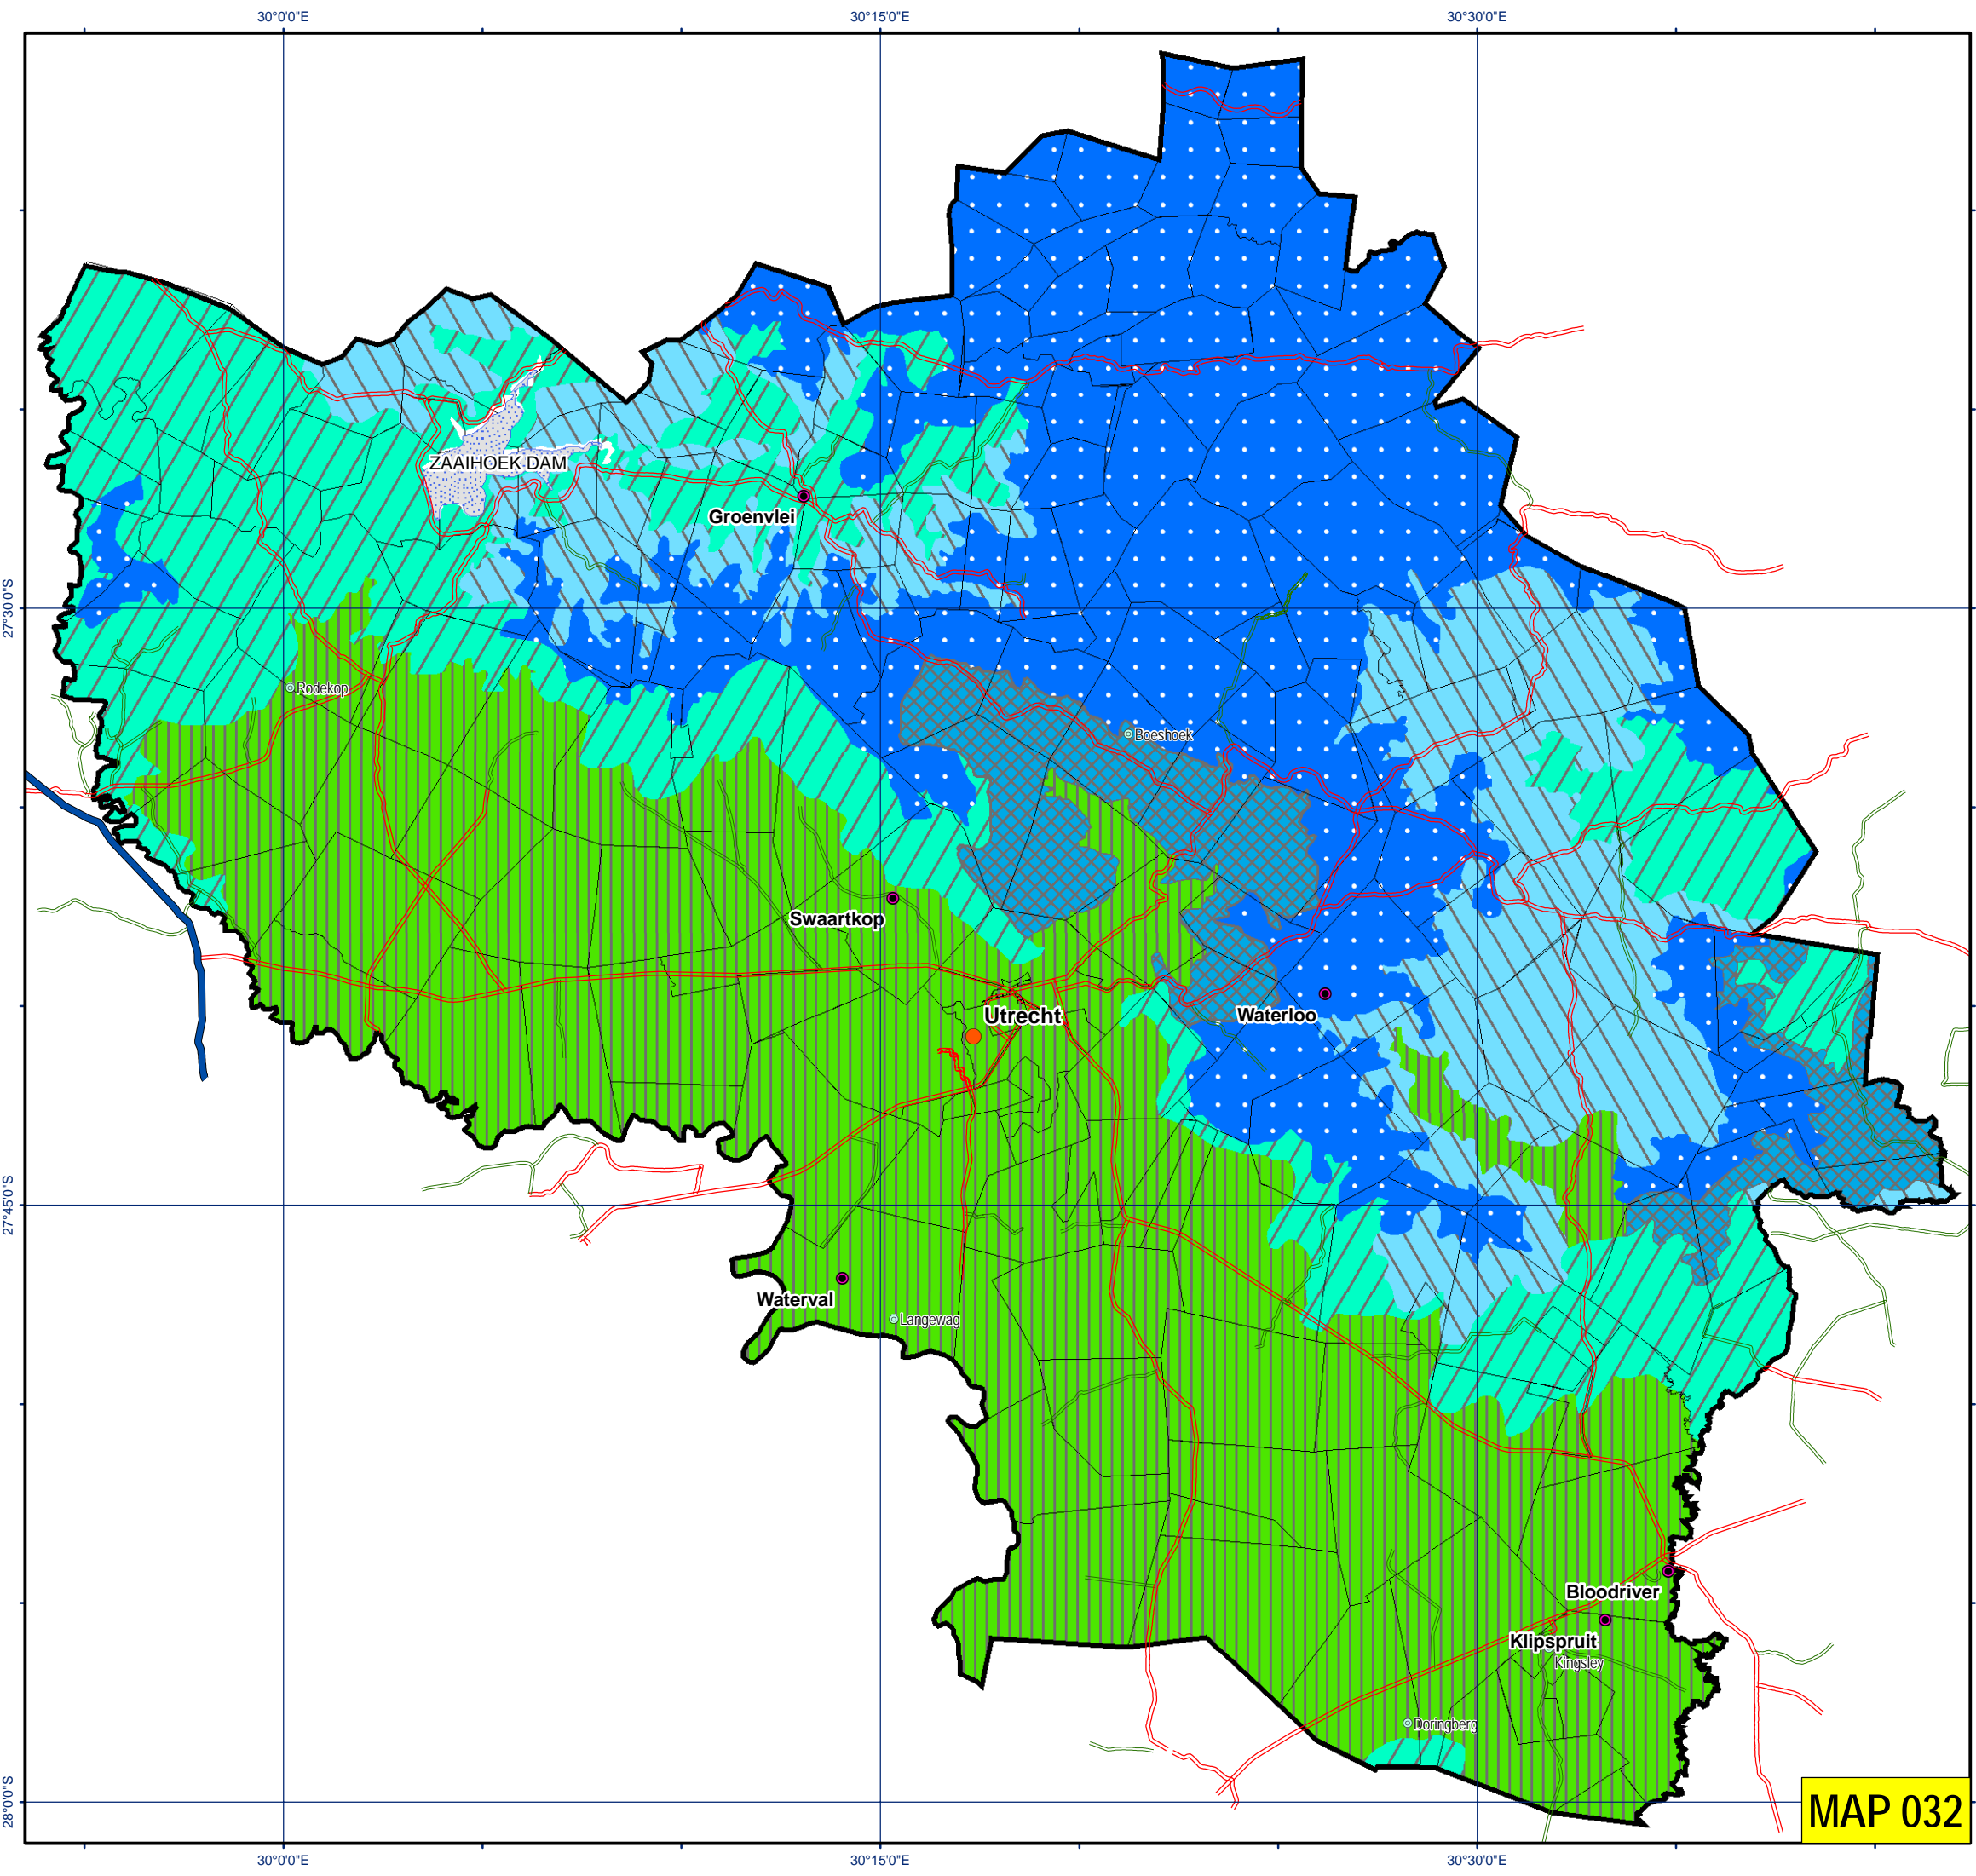 30°0'0"E
30°15'0"E
30°30'0"E
ZAAIHOEK DAM
Groenvlei
27°30'0"S
Rodekop
Boeshoek
Swaartkop
Utrecht
Waterloo
27°45'0"S
Waterval
Langewag
Bloodriver
Klipspruit
Kingsley
Doringberg
28°0'0"S
MAP 032
30°0'0"E
30°15'0"E
30°30'0"E